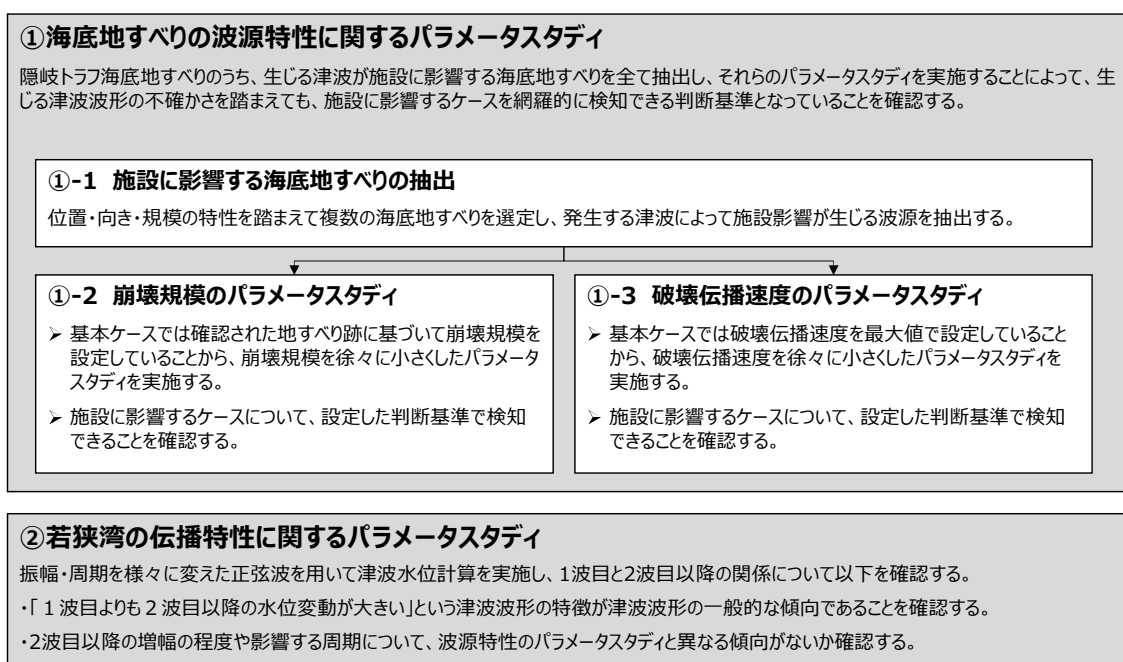 ①海底地すべりの波源特性に関するパラメータスタディ
隠岐トラフ海底地すべりのうち、生じる津波が施設に影響する海底地すべりを全て抽出し、それらのパラメータスタディを実施することによって、生
じる津波波形の不確かさを踏まえても、施設に影響するケースを網羅的に検知できる判断基準となっていることを確認する。
①-1 施設に影響する海底地すべりの抽出
位置・向き・規模の特性を踏まえて複数の海底地すべりを選定し、発生する津波によって施設影響が生じる波源を抽出する。
①-2 崩壊規模のパラメータスタディ
➢ 基本ケースでは確認された地すべり跡に基づいて崩壊規模を
設定していることから、崩壊規模を徐々に小さくしたパラメータ
スタディを実施する。
➢ 施設に影響するケースについて、設定した判断基準で検知
できることを確認する。
①-3 破壊伝播速度のパラメータスタディ
➢ 基本ケースでは破壊伝播速度を最大値で設定していること
から、破壊伝播速度を徐々に小さくしたパラメータスタディを
実施する。
➢ 施設に影響するケースについて、設定した判断基準で検知
できることを確認する。
②若狭湾の伝播特性に関するパラメータスタディ
振幅・周期を様々に変えた正弦波を用いて津波水位計算を実施し、1波目と2波目以降の関係について以下を確認する。
・「１波目よりも２波目以降の水位変動が大きい」という津波波形の特徴が津波波形の一般的な傾向であることを確認する。
・2波目以降の増幅の程度や影響する周期について、波源特性のパラメータスタディと異なる傾向がないか確認する。